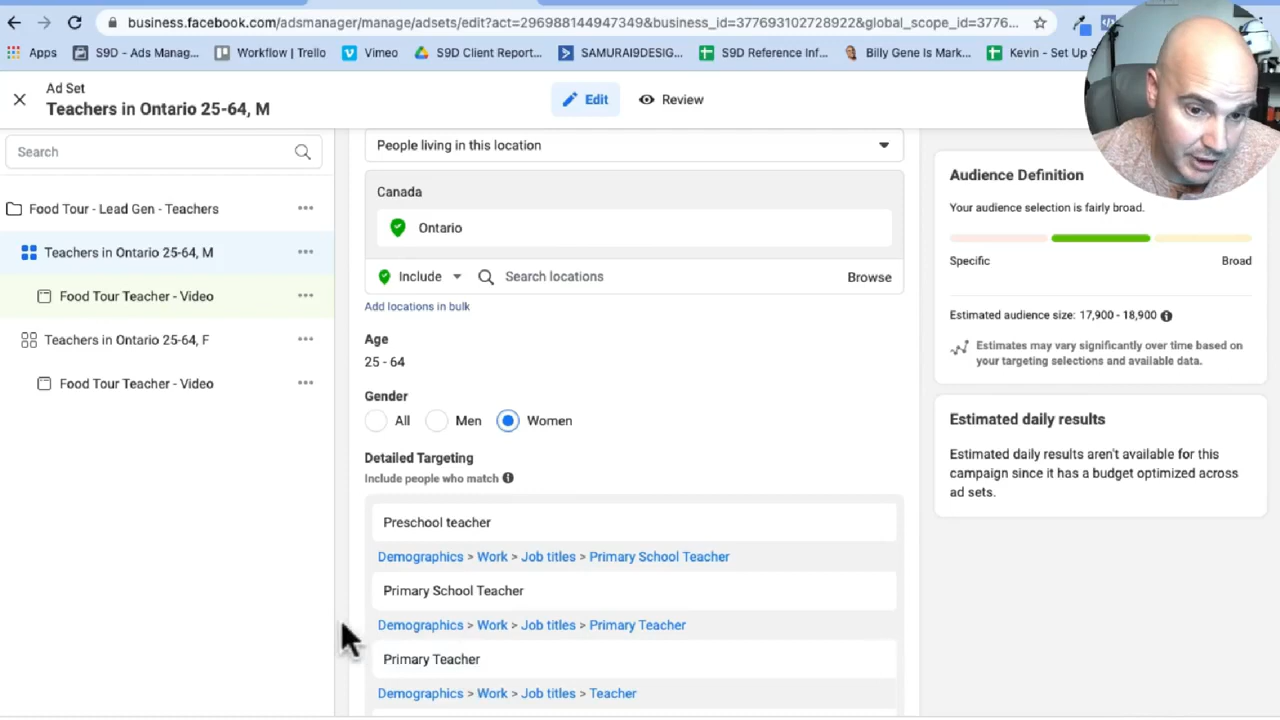 business.facebook.com/adsmanager/manage/adsets/edit?act=296988144947349&business_id=377693102728922&global_scope_id=3776...
Apps
S9D - Ads Manag...
Workflow | Trello
Vimeo
S9D Client Report...
SAMURAI9DESIG...
S9D Reference Inf...
Billy Gene Is Mark...
Kevin - Set Up S
Ad Set
Teachers in Ontario 25-64, M
Edit
Review
Search
Food Tour - Lead Gen - Teachers
Teachers in Ontario 25-64, M
Food Tour Teacher - Video
Teachers in Ontario 25-64, F
Food Tour Teacher - Video
People living in this location
Canada
Ontario
Include
Search locations
Browse
Add locations in bulk
Age
25 - 64
Gender
All
Men
Women
Detailed Targeting
Include people who match
Preschool teacher
Demographics > Work > Job titles > Primary School Teacher
Primary School Teacher
Demographics > Work > Job titles > Primary Teacher
Primary Teacher
Demographics > Work > Job titles > Teacher
Audience Definition
Your audience selection is fairly broad.
Specific
Broad
Estimated audience size: 17,900 - 18,900
Estimates may vary significantly over time based on
your targeting selections and available data.
Estimated daily results
Estimated daily results aren't available for this
campaign since it has a budget optimized across
ad sets.